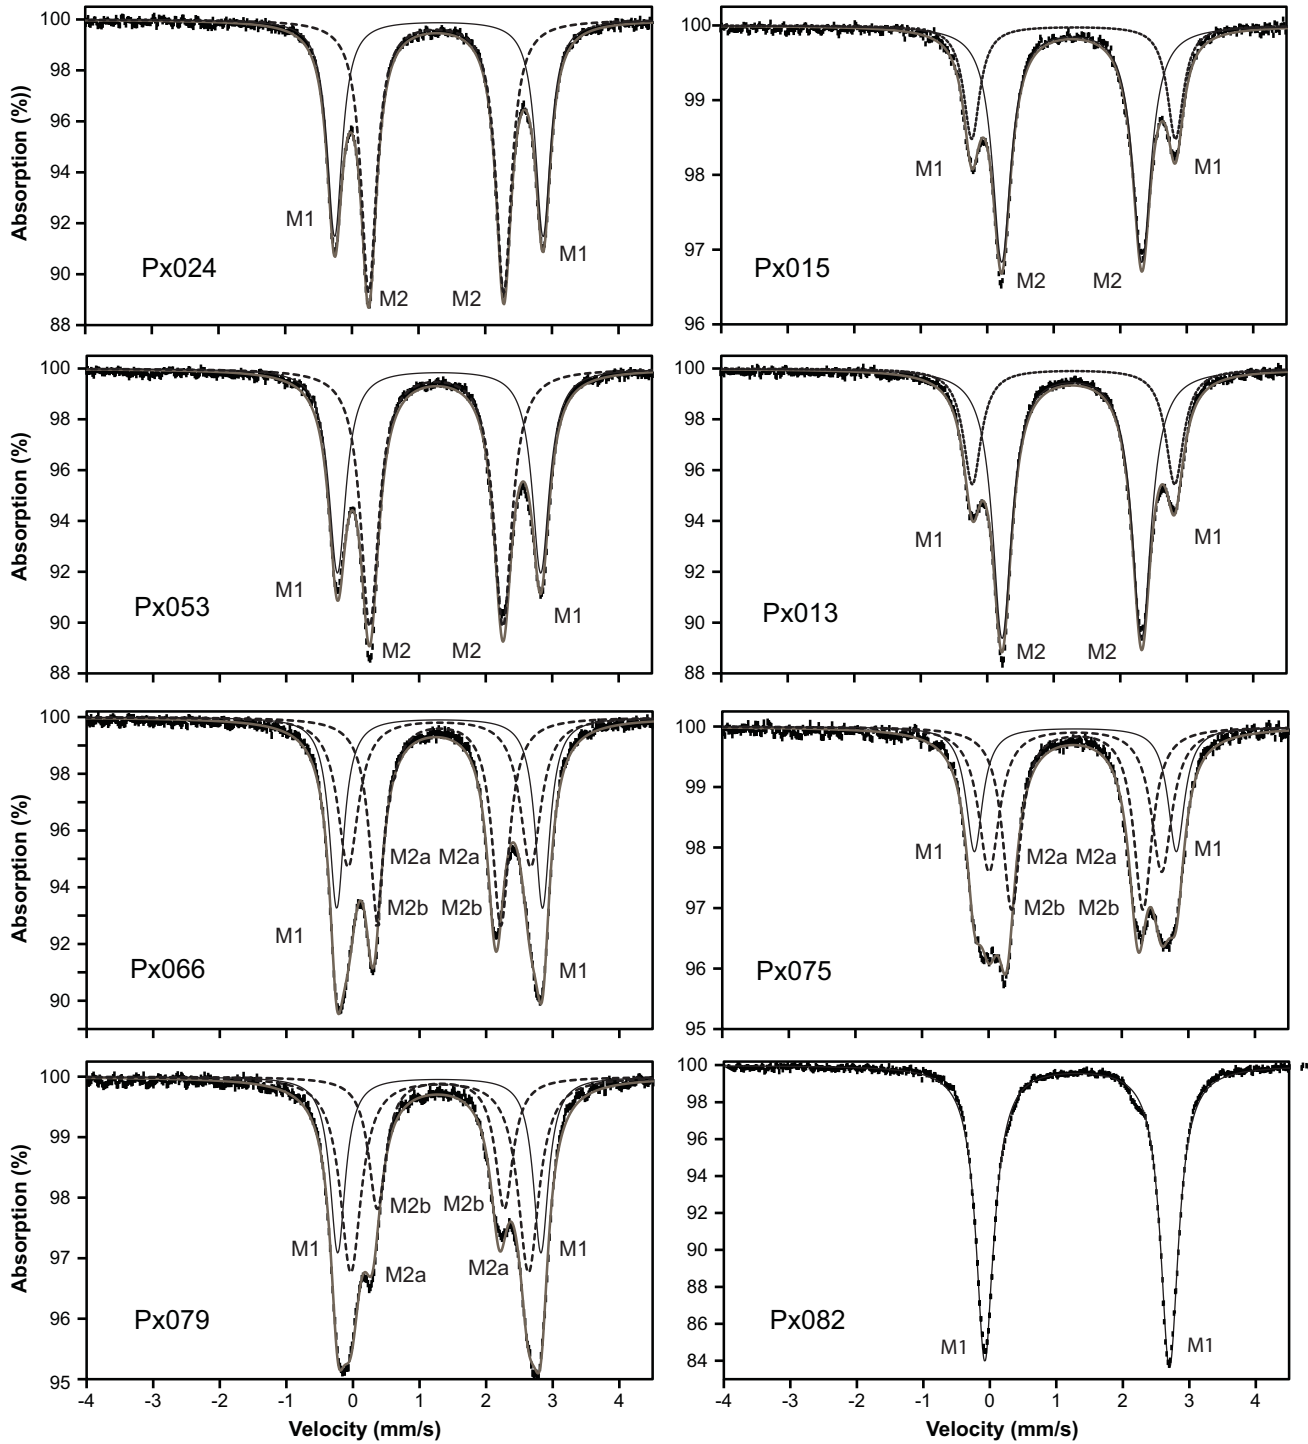 Absorption (%))
100
98
96
94
92
90
88
M1
M1
M2
M2
Px024
-4
100
99
98
97
96
M1
M1
M2
M2
Px015
Absorption (%)
100
98
96
94
92
90
88
M1
M1
M2
M2
Px053
100
98
96
94
92
90
88
M1
M1
M2
M2
Px013
Absorption (%)
100
98
96
94
92
90
M2a M2a
M2b M2b
M1
M1
Px066
100
99
98
97
96
95
M1
M2a M2a
M1
M2b M2b
Px075
Absorption (%)
100
99
98
97
96
95
M2b M2b
M1
M1
M2a M2a
Px079
-4 -3 -2 -1 0 1 2 3 4
Velocity (mm/s)
100
98
96
94
92
90
88
86
84
M1
M1
Px082
-4 -3 -2 -1 0 1 2 3 4
Velocity (mm/s)